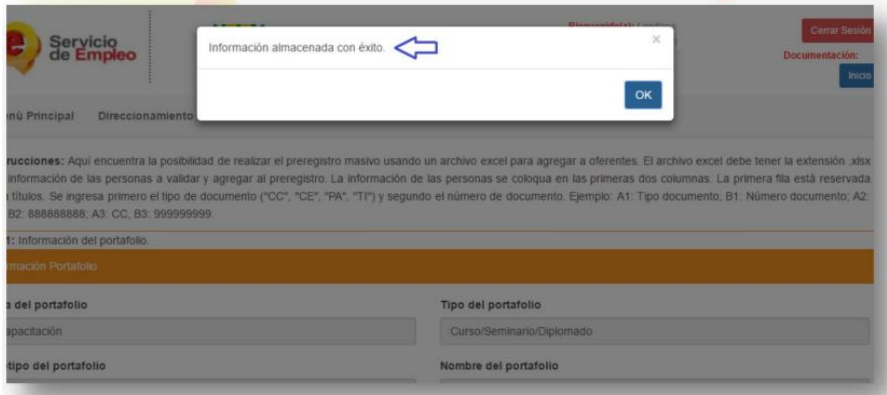 Servicio
de Empleo
Información almacenada con éxito.
×
OK
Cerrar Sesión
Documentación:
Inicio
Principal Direccionamiento
Instrucciones: Aquí encuentra la posibilidad de realizar el preregistro masivo usando un archivo excel para agregar a oferentes. El archivo excel debe tener la extensión .xlsx
información de las personas a validar y agregar al preregistro. La información de las personas se coloqua en las primeras dos columnas. La primera fila está reservada
títulos. Se ingresa primero el tipo de documento ("CC", "CE", "PA", "TI") y segundo el número de documento. Ejemplo: A1: Tipo documento, B1: Número documento; A2:
B2: 888888888; A3: CC, B3: 999999999.
1: Información del portafolio.
rmación Portafolio
a del portafolio
Tipo del portafolio
apacitación
Curso/Seminario/Diplomado
tipo del portafolio
Nombre del portafolio